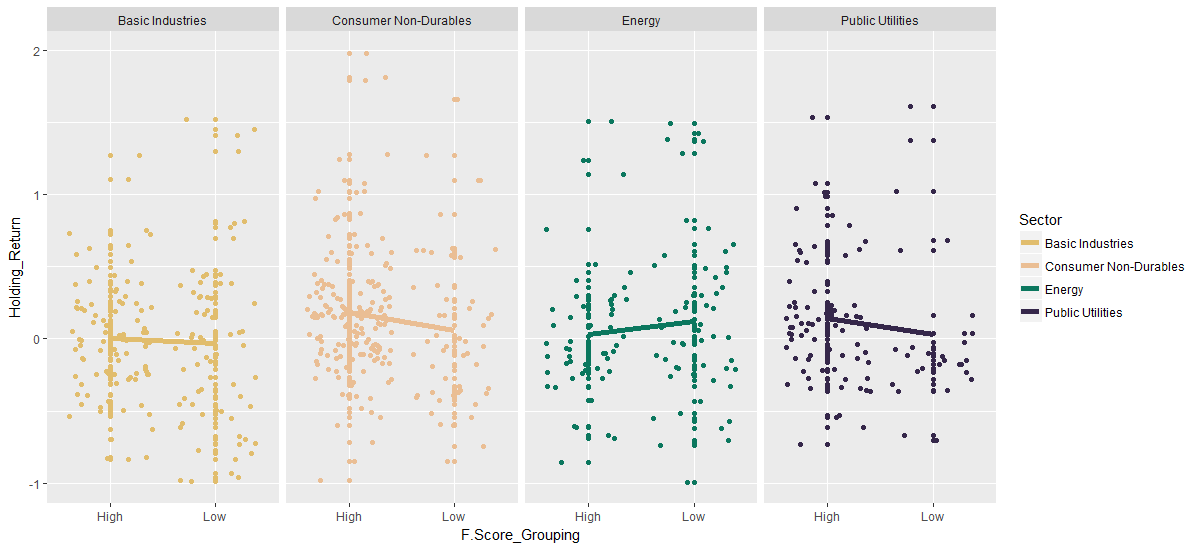 Basic Industries
Consumer Non-Durables
Energy
Public Utilities
Holding_Return
2
1
0
-1
High
Low
High
Low
High
Low
High
Low
F.Score_Grouping
Sector
Basic Industries
Consumer Non-Durables
Energy
Public Utilities